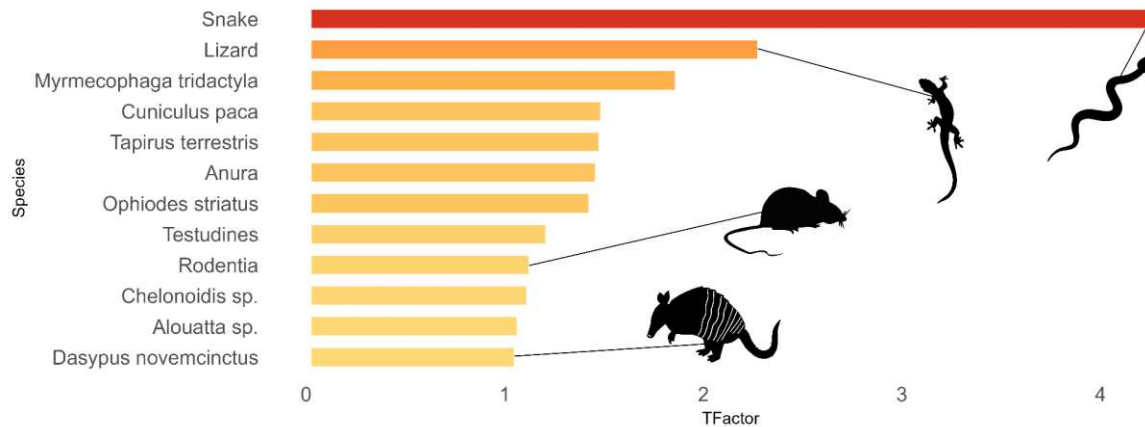 Snake
Lizard
Myrmecophaga tridactyla
Cuniculus paca
Tapirus terrestris
Anura
Ophiodes striatus
Testudines
Rodentia
Chelonoidis sp.
Alouatta sp.
Dasypus novemcinctus
Species
0 1 2 3 4
TFactor